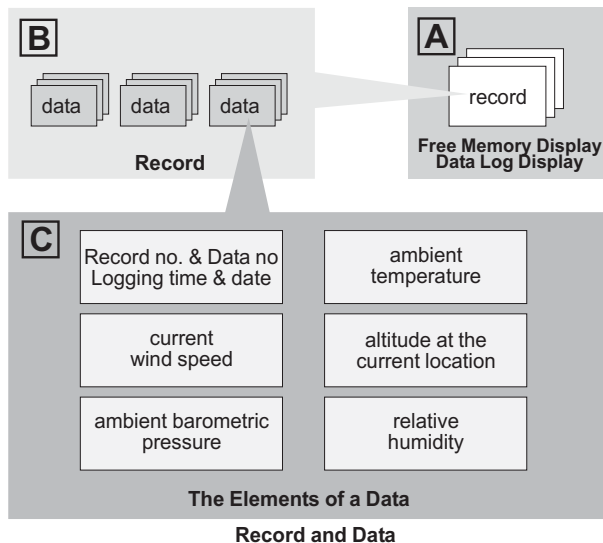 B
data
data
data
Record
A
record
Free Memory Display
Data Log Display
C
Record no. & Data no
Logging time & date
ambient
temperature
current
wind speed
altitude at the
current location
ambient barometric
pressure
relative
humidity
The Elements of a Data
Record and Data